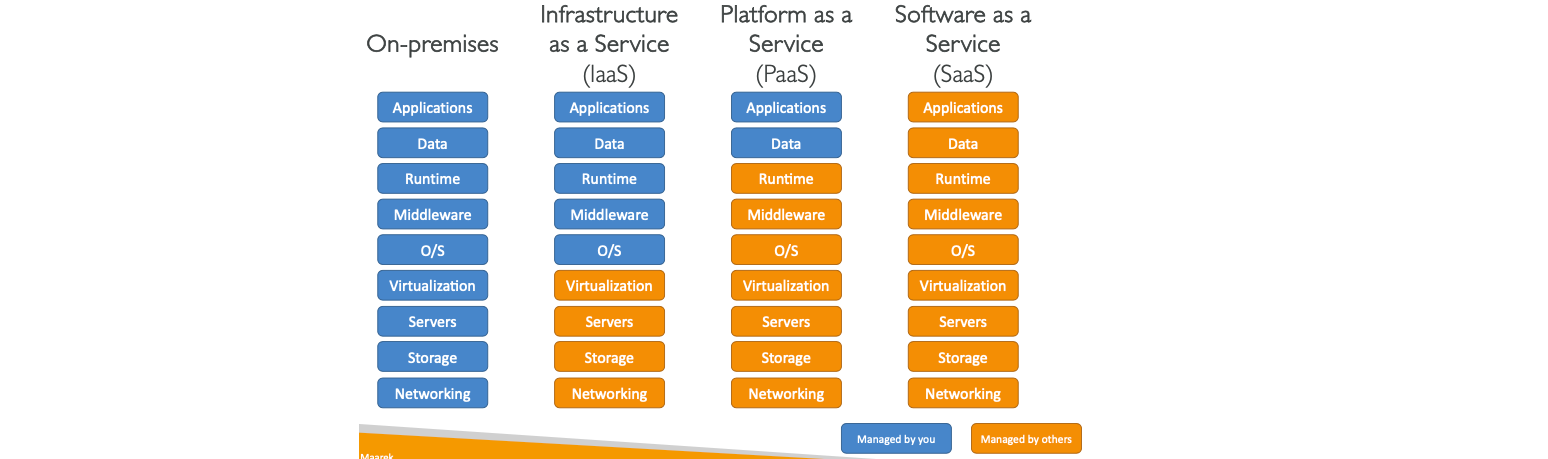 On-premises
Infrastructure
as a Service
(IaaS)
Platform as a
Service
(PaaS)
Software as a
Service
(SaaS)
Applications
Data
Runtime
Middleware
O/S
Virtualization
Servers
Storage
Networking
Applications
Data
Runtime
Middleware
O/S
Virtualization
Servers
Storage
Networking
Applications
Data
Runtime
Middleware
O/S
Virtualization
Servers
Storage
Networking
Applications
Data
Runtime
Middleware
O/S
Virtualization
Servers
Storage
Networking
Managed by you
Managed by others
Maarek